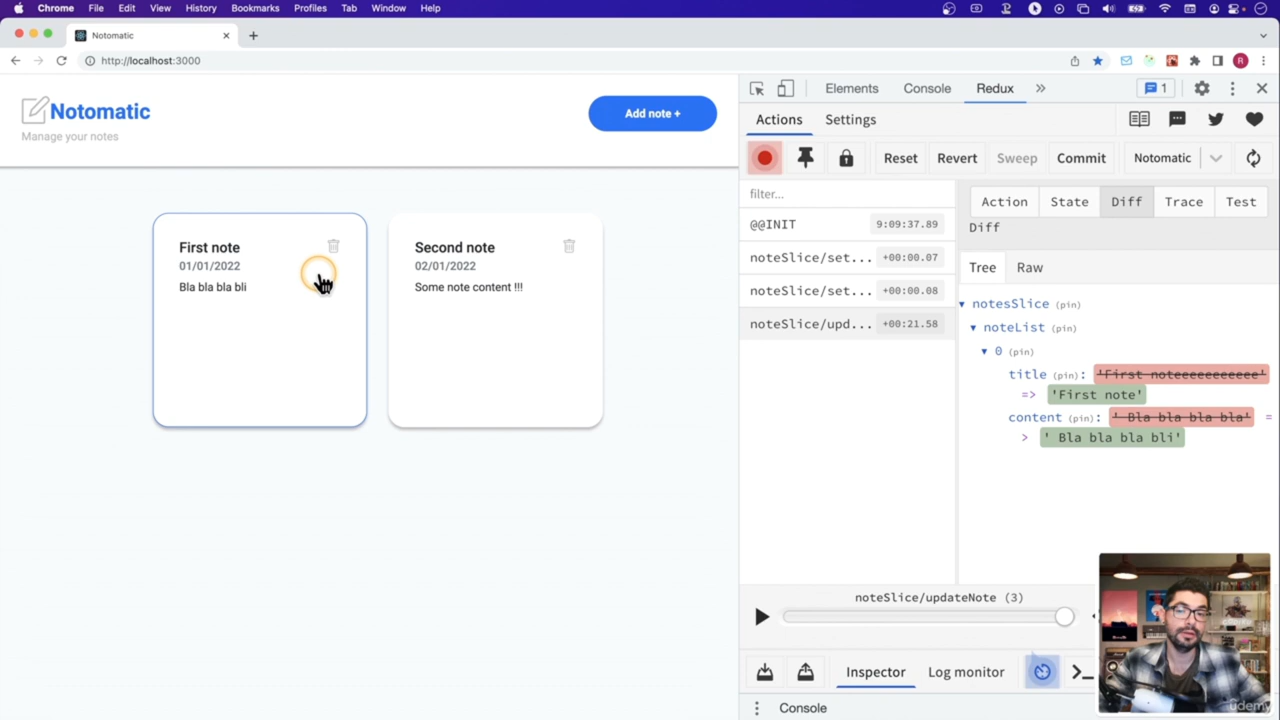 Chrome File Edit View History Bookmarks Profiles Tab Window Help
Notomatic
http://localhost:3000
R
Notomatic
Manage your notes
Add note +
First note
01/01/2022
Bla bla bla bli
Second note
02/01/2022
Some note content !!!
Elements Console Redux 1
Actions Settings
Reset Revert Sweep Commit Notomatic
filter...
@@INIT 9:09:37.89
noteSlice/set... +00:00.07
noteSlice/set... +00:00.08
noteSlice/upd... +00:21.58
Action State Diff Trace Test
Diff
Tree Raw
notesSlice (pin)
noteList (pin)
0 (pin)
title (pin): 'First noteeeeeeeeeee'
=> 'First note'
content (pin): ' Bla bla bla bla' =
> ' Bla bla bla bli'
noteSlice/updateNote (3)
Inspector Log monitor
Console
udemy